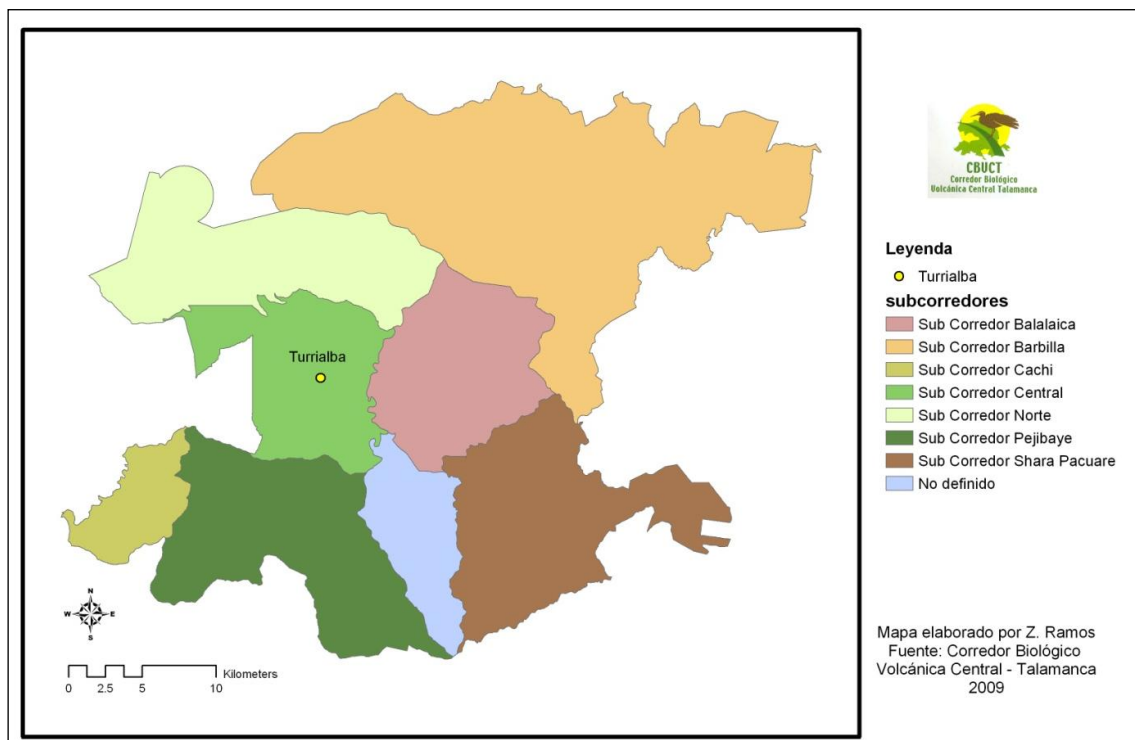 CBUCT
Corredor Biológico
Volcánica Central Talamanca
Leyenda
Turrialba
subcorredores
Sub Corredor Balalaica
Sub Corredor Barbilla
Sub Corredor Cachi
Sub Corredor Central
Sub Corredor Norte
Sub Corredor Pejibaye
Sub Corredor Shara Pacuare
No definido
Turrialba
N
W E
S
Kilometers
0 2.5 5 10
Mapa elaborado por Z. Ramos
Fuente: Corredor Biológico
Volcánica Central - Talamanca
2009